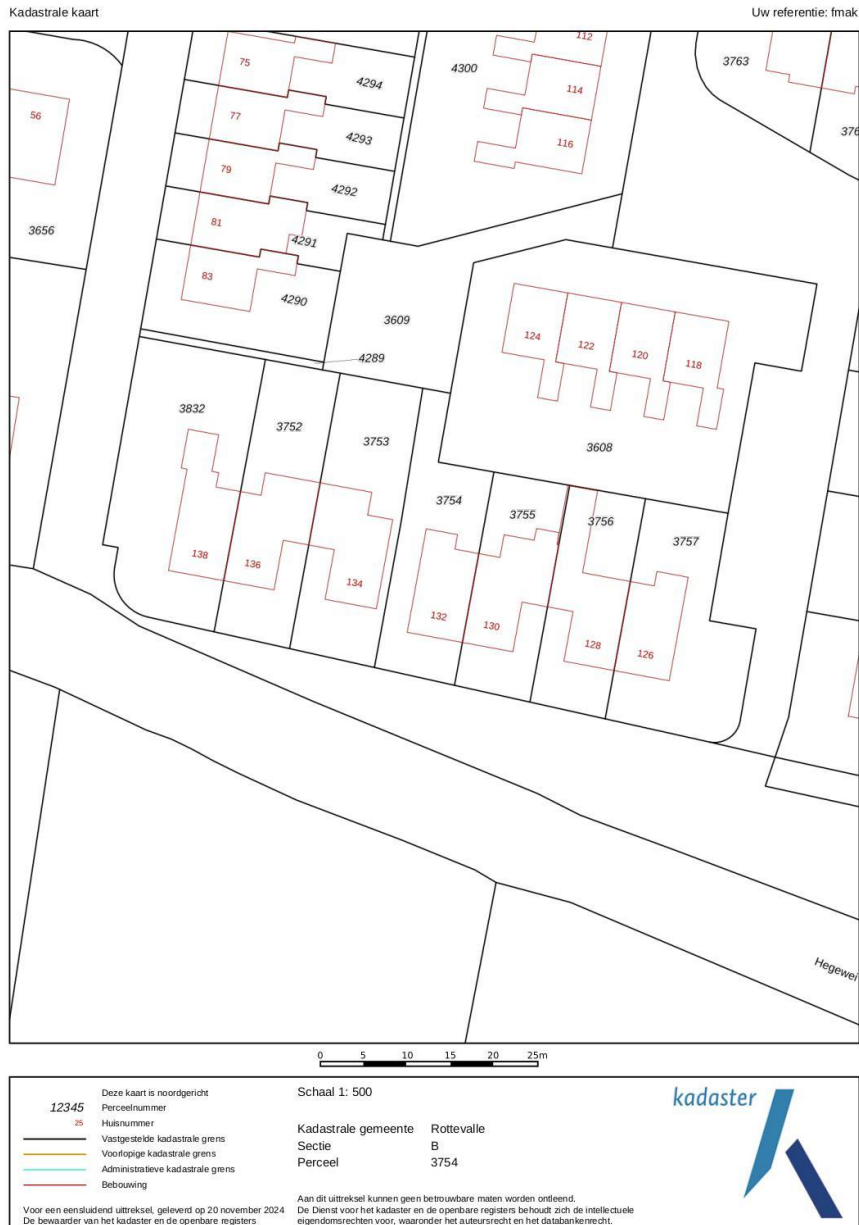 Kadastrale kaart
Uw referentie: fmak
112
75
4294
4300
3763
114
56
77
4293
376
116
79
4292
81
3656
4291
83
4290
3609
124
122
120
118
4289
3832
3752
3753
3608
3754
3755
3756
3757
138
136
134
132
130
128
126
Hegewei
0 5 10 15 20 25m
Deze kaart is noordgericht
12345 Perceelnummer
25 Huisnummer
Vastgestelde kadastrale grens
Voorlopige kadastrale grens
Administratieve kadastrale grens
Bebouwing
Voor een eensluidend uittreksel, geleverd op 20 november 2024
De bewaarder van het kadaster en de openbare registers
Schaal 1: 500
Kadastrale gemeente Rottevalle
Sectie B
Perceel 3754
Aan dit uittreksel kunnen geen betrouwbare maten worden ontleend.
De Dienst voor het kadaster en de openbare registers behoudt zich de intellectuele
eigendomsrechten voor, waaronder het auteursrecht en het databankenrecht.
kadaster